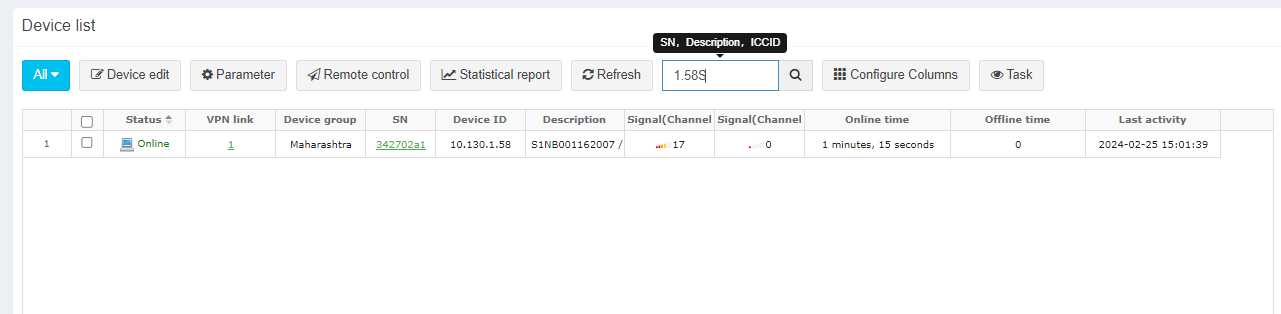 Device list
SN, Description, ICCID
All Device edit Parameter Remote control Statistical report Refresh 1.58S Configure Columns Task
Status VPN link Device group SN Device ID Description Signal(Channel Signal(Channel Online time Offline time Last activity
1 Online 1 Maharashtra 342702a1 10.130.1.58 S1NB001162007 / 17 0 1 minutes, 15 seconds 0 2024-02-25 15:01:39